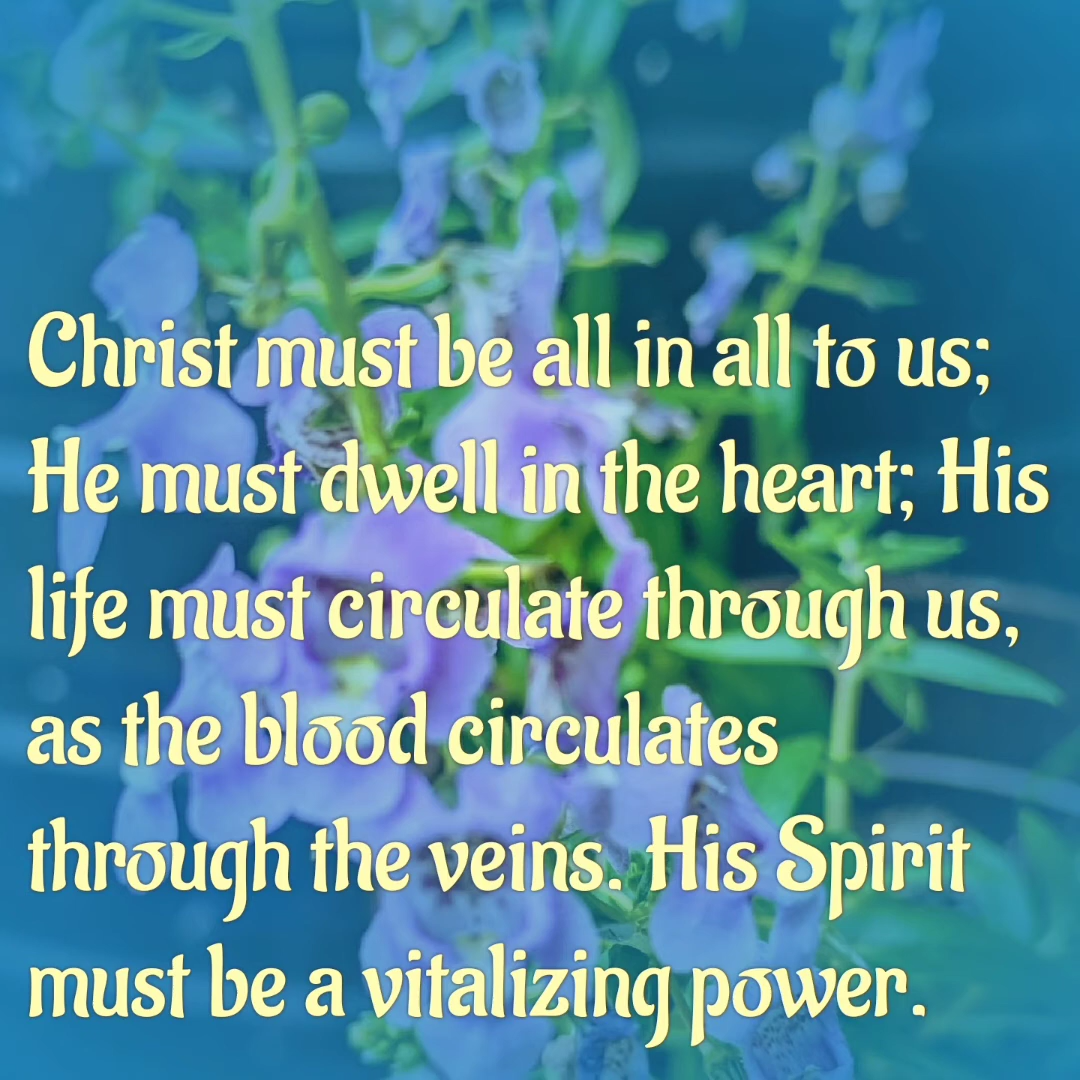 Christ must be all in all to us;
He must dwell in the heart; His
life must circulate through us,
as the blood circulates
through the veins. His Spirit
must be a vitalizing power.